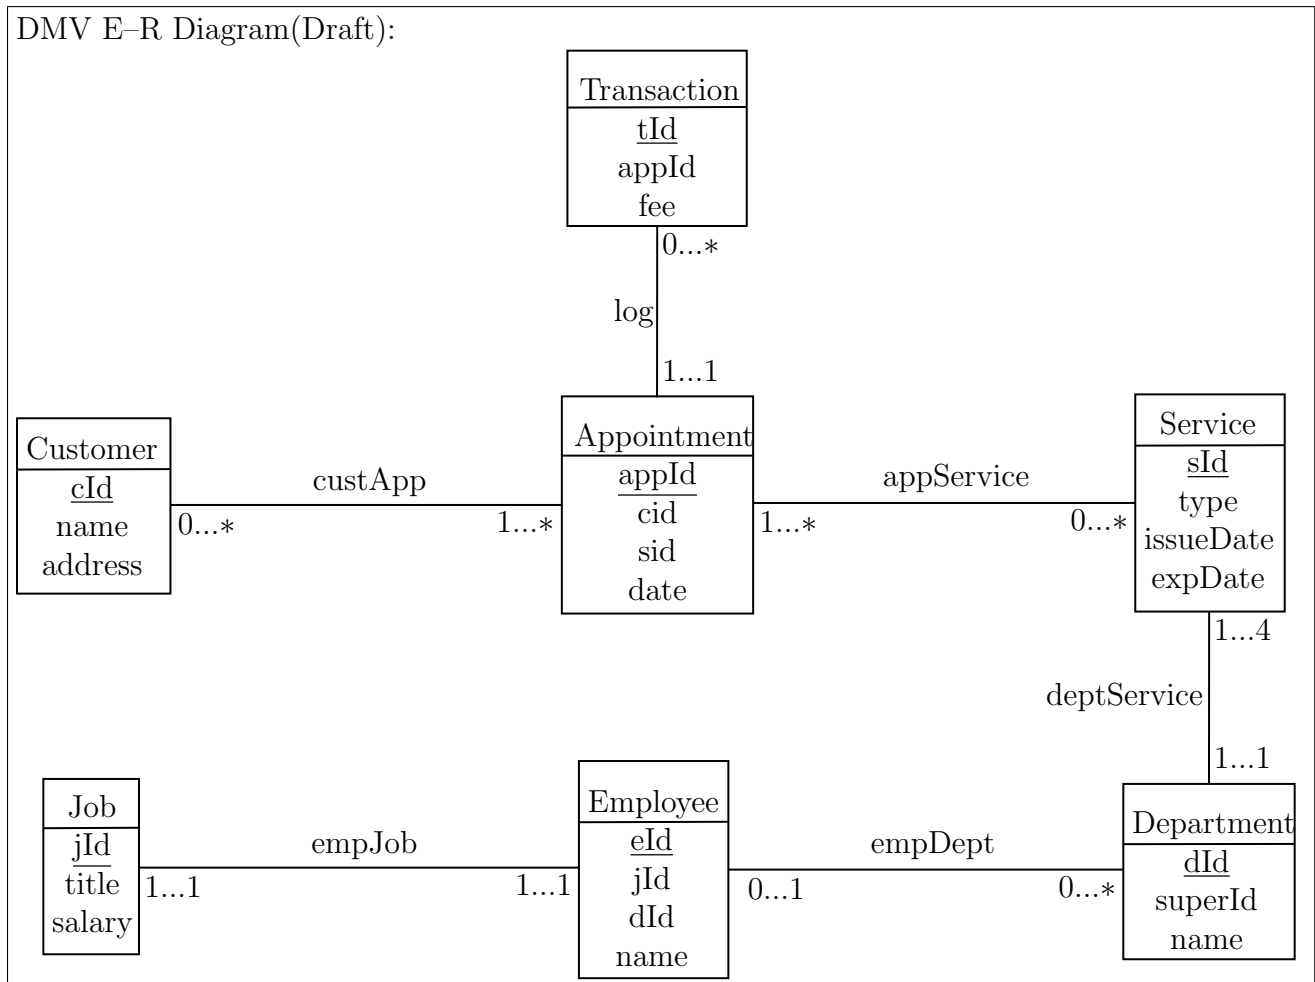 DMV E–R Diagram(Draft):
Transaction
tId
appId
fee
0...∗
log
1...1
Customer
cId
name
address
custApp
0...∗
1...∗
Appointment
appId
cid
sid
date
appService
1...∗
0...∗
Service
sId
type
issueDate
expDate
1...4
deptService
1...1
Job
jId
title
salary
empJob
1...1
1...1
Employee
eId
jId
dId
name
empDept
0...1
0...∗
Department
dId
superId
name